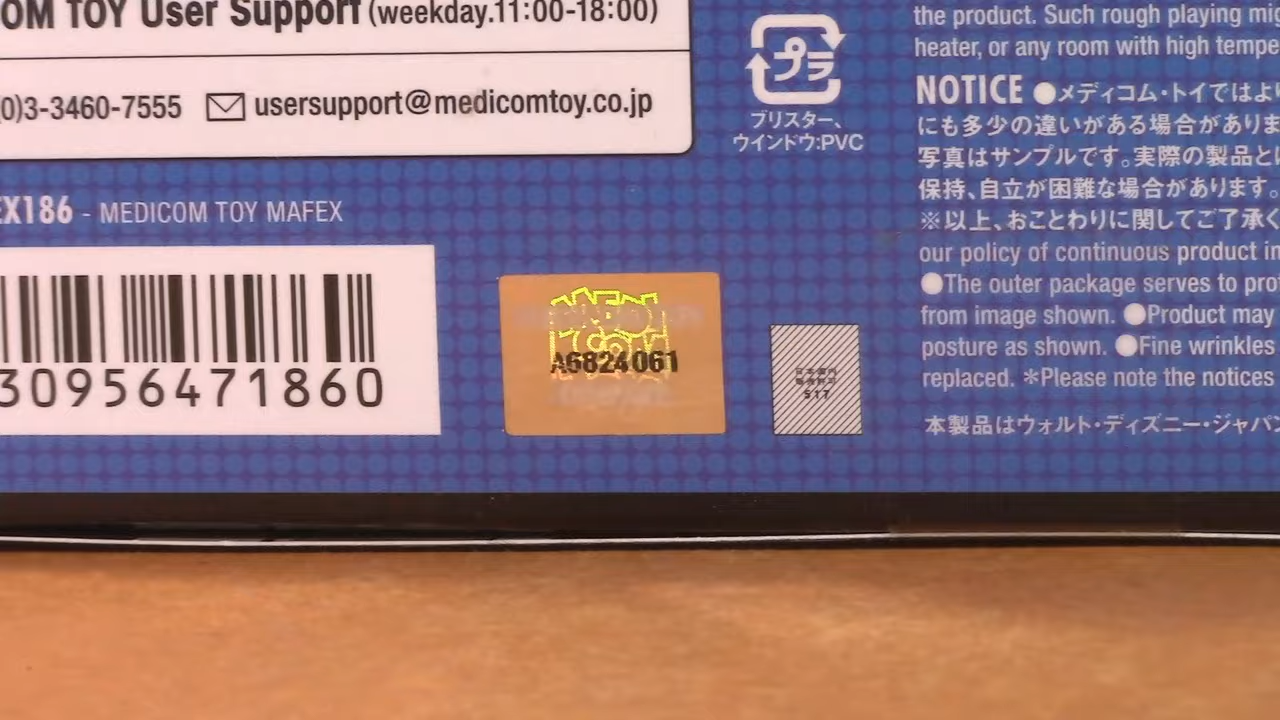 OM TOY User Support (weekday.11:00-18:00)
0)3-3460-7555 usersupport@medicomtoy.co.jp
EX186 - MEDICOM TOY MAFEX
30956471860
MEDICOM
TOY
A6824061
プラ
ブリスター、
ウインドウ:PVC
517
the product. Such rough playing mig
heater, or any room with high tempe
NOTICE ●メディコム・トイではより
にも多少の違いがある場合がありま
写真はサンプルです。実際の製品とは
保持、自立が困難な場合があります。
※以上、おことわりに関してご了承く
our policy of continuous product in
●The outer package serves to pro
from image shown. ●Product may
posture as shown. ●Fine wrinkles
replaced. ＊Please note the notices
本製品はウォルト・ディズニー・ジャパン